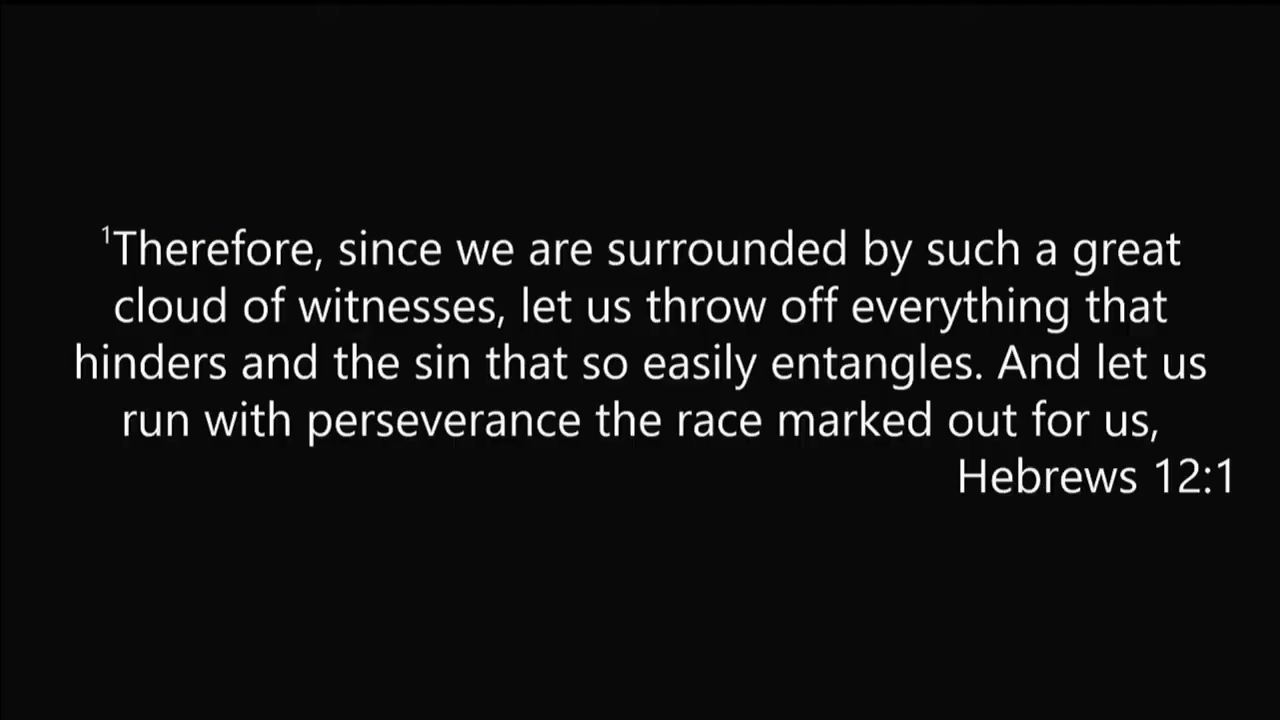 ¹Therefore, since we are surrounded by such a great
cloud of witnesses, let us throw off everything that
hinders and the sin that so easily entangles. And let us
run with perseverance the race marked out for us,
Hebrews 12:1